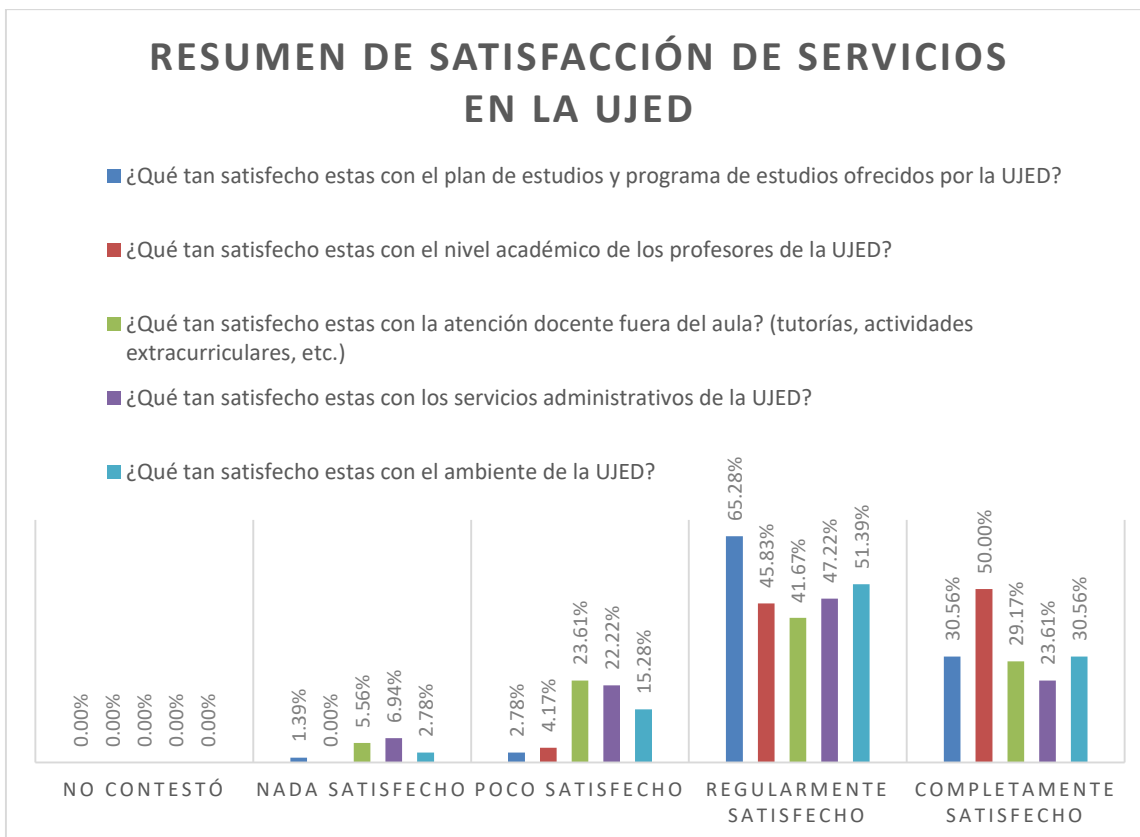 RESUMEN DE SATISFACCIÓN DE SERVICIOS
EN LA UJED
¿Qué tan satisfecho estas con el plan de estudios y programa de estudios ofrecidos por la UJED?
¿Qué tan satisfecho estas con el nivel académico de los profesores de la UJED?
¿Qué tan satisfecho estas con la atención docente fuera del aula? (tutorías, actividades
extracurriculares, etc.)
¿Qué tan satisfecho estas con los servicios administrativos de la UJED?
¿Qué tan satisfecho estas con el ambiente de la UJED?
0.00%
0.00%
0.00%
0.00%
0.00%
1.39%
0.00%
5.56%
6.94%
2.78%
2.78%
4.17%
23.61%
22.22%
15.28%
65.28%
45.83%
41.67%
47.22%
51.39%
30.56%
50.00%
29.17%
23.61%
30.56%
NO CONTESTÓ
NADA SATISFECHO
POCO SATISFECHO
REGULARMENTE
SATISFECHO
COMPLETAMENTE
SATISFECHO